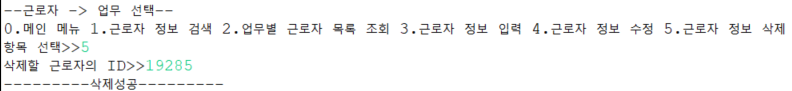 --근로자 -> 업무 선택--
0.메인 메뉴 1.근로자 정보 검색 2.업무별 근로자 목록 조회 3.근로자 정보 입력 4.근로자 정보 수정 5.근로자 정보 삭제
항목 선택>>5
삭제할 근로자의 ID>>19285
---------삭제성공---------